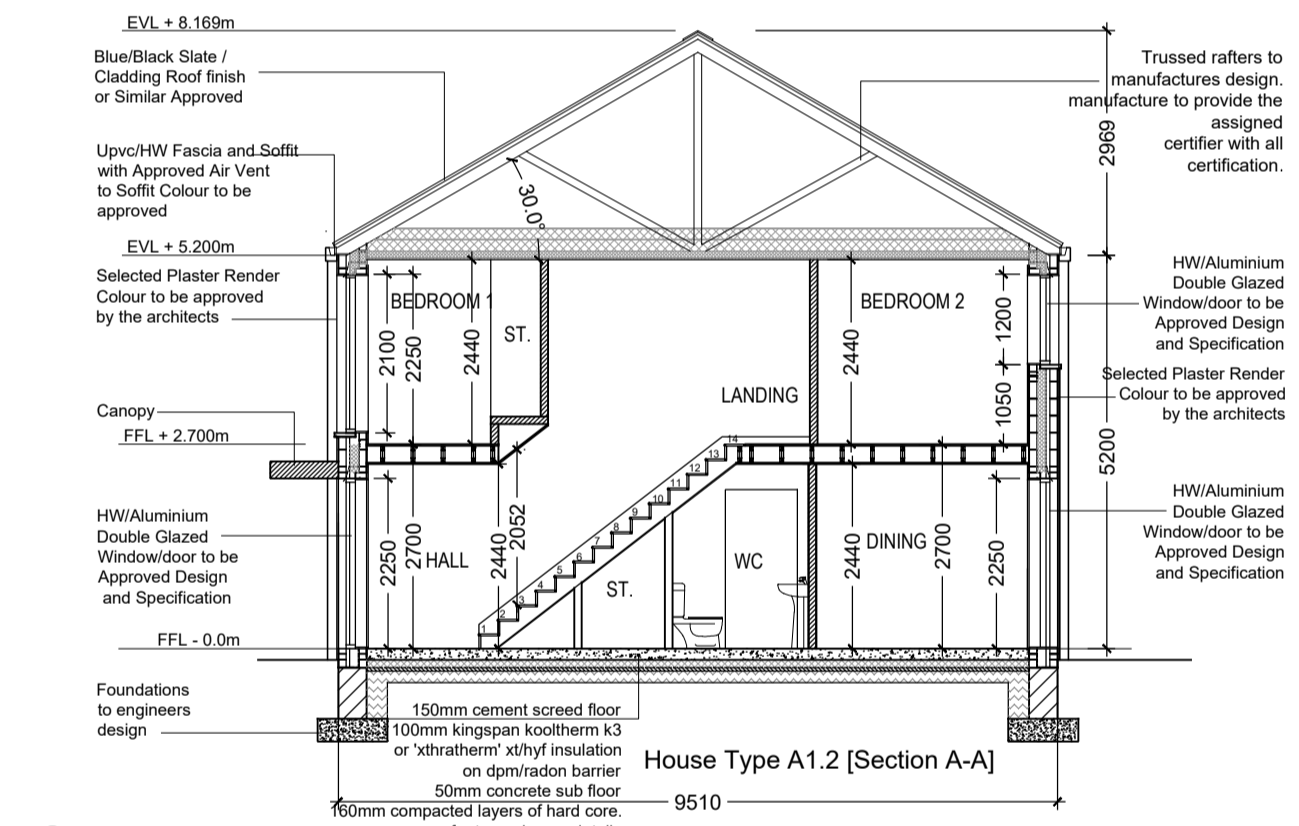 EVL + 8.169m
Blue/Black Slate /
Cladding Roof finish
or Similar Approved
Trussed rafters to
manufactures design.
manufacture to provide the
assigned
certifier with all
certification.
2969
Upvc/HW Fascia and Soffit
with Approved Air Vent
to Soffit Colour to be
approved
30.0°
EVL + 5.200m
Selected Plaster Render
Colour to be approved
by the architects
HW/Aluminium
Double Glazed
Window/door to be
Approved Design
and Specification
BEDROOM 1
BEDROOM 2
ST.
2100
2250
2440
2440
1200
LANDING
Selected Plaster Render
Colour to be approved
by the architects
1050
Canopy
FFL + 2.700m
5200
1
2
3
4
5
6
7
8
9
10
11
12
13
14
HW/Aluminium
Double Glazed
Window/door to be
Approved Design
and Specification
HW/Aluminium
Double Glazed
Window/door to be
Approved Design
and Specification
2250
2700
HALL
2440
2052
ST.
WC
2440
DINING
2700
2250
FFL - 0.0m
Foundations
to engineers
design
150mm cement screed floor
100mm kingspan kooltherm k3
or 'xthratherm' xt/hyf insulation
on dpm/radon barrier
50mm concrete sub floor
160mm compacted layers of hard core.
House Type A1.2 [Section A-A]
9510